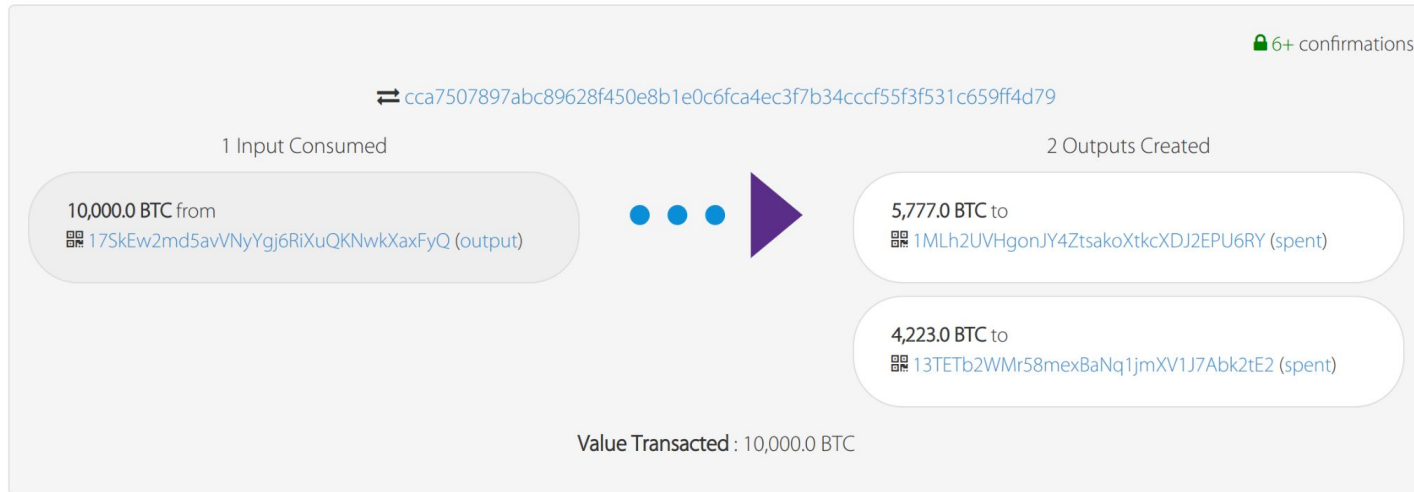 6+ confirmations
cca7507897abc89628f450e8b1e0c6fca4ec3f7b34cccf55f3f531c659ff4d79
1 Input Consumed
2 Outputs Created
10,000.0 BTC from
17SkEw2md5avVNyYgj6RiXuQKNwkXaxFyQ (output)
5,777.0 BTC to
1MLh2UVHgonJY4ZtsakoXtkcXDJ2EPU6RY (spent)
4,223.0 BTC to
13TETb2WMr58mexBaNq1jmXV1J7Abk2tE2 (spent)
Value Transacted : 10,000.0 BTC